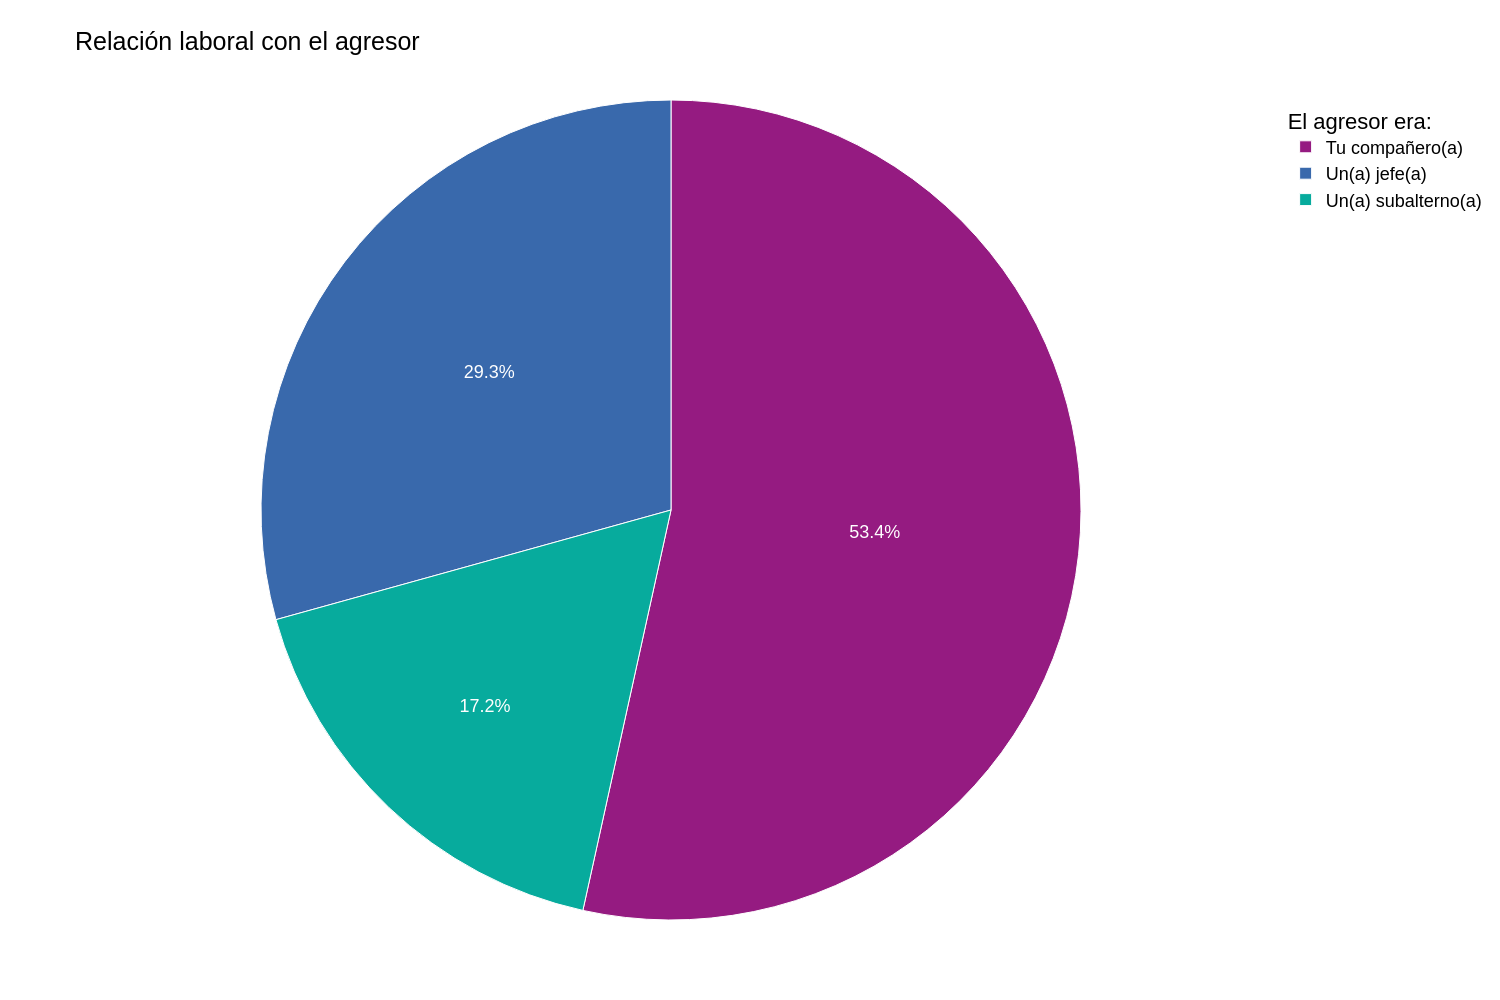 Relación laboral con el agresor
El agresor era:
Tu compañero(a)
Un(a) jefe(a)
Un(a) subalterno(a)
29.3%
53.4%
17.2%